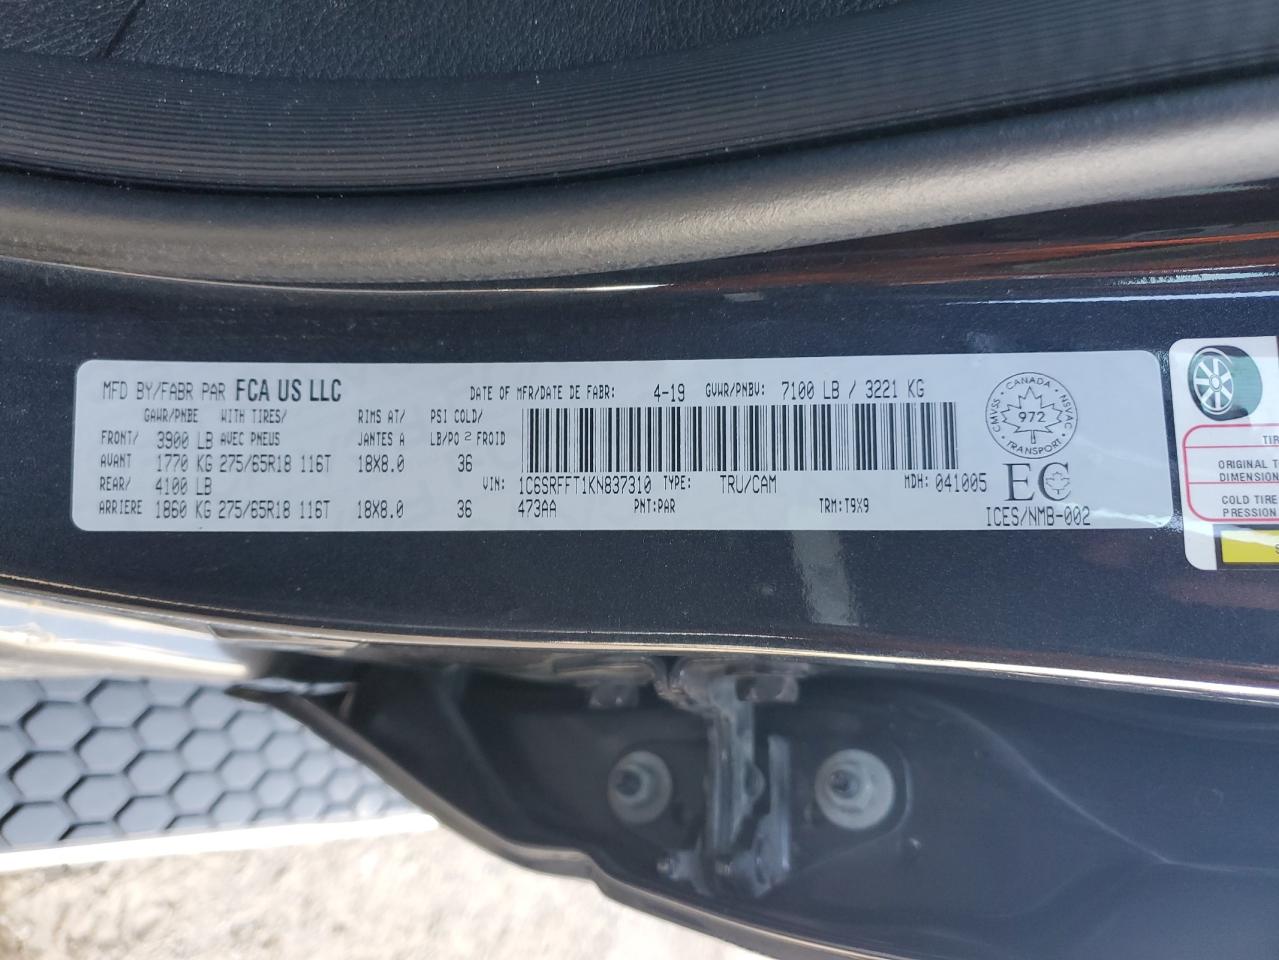 MFD BY/FABR PAR FCA US LLC DATE OF MFR/DATE DE FABR: 4-19 GVWR/PNBV: 7100 LB / 3221 KG
GAWR/PNBE WITH TIRES/ RIMS AT/ PSI COLD/
FRONT/ 3900 LB AVEC PNEUS JANTES A LB/PO 2 FROID
AVANT 1770 KG 275/65R18 116T 18X8.0 36
REAR/ 4100 LB VIN: 1C6SRFFT1KN837310 TYPE: TRU/CAM MDH: 041005
ARRIERE 1860 KG 275/65R18 116T 18X8.0 36 473AA PNT:PAR TRM:T9X9
CANADA
CMVSS 972 NSVAC
TRANSPORT
EC
ICES/NMB-002
TIR
ORIGINAL T
DIMENSION
COLD TIRE
PRESSION
S